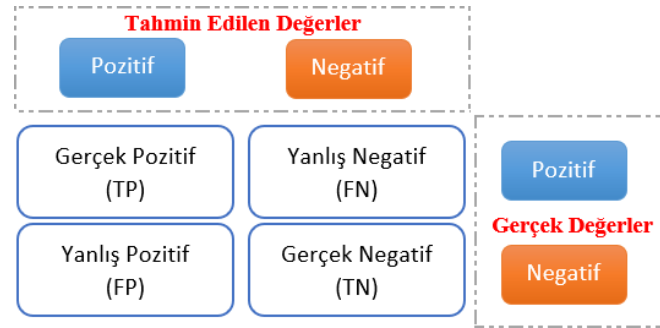 Tahmin Edilen Değerler
Pozitif
Negatif
Gerçek Pozitif
(TP)
Yanlış Negatif
(FN)
Pozitif
Gerçek Değerler
Yanlış Pozitif
(FP)
Gerçek Negatif
(TN)
Negatif